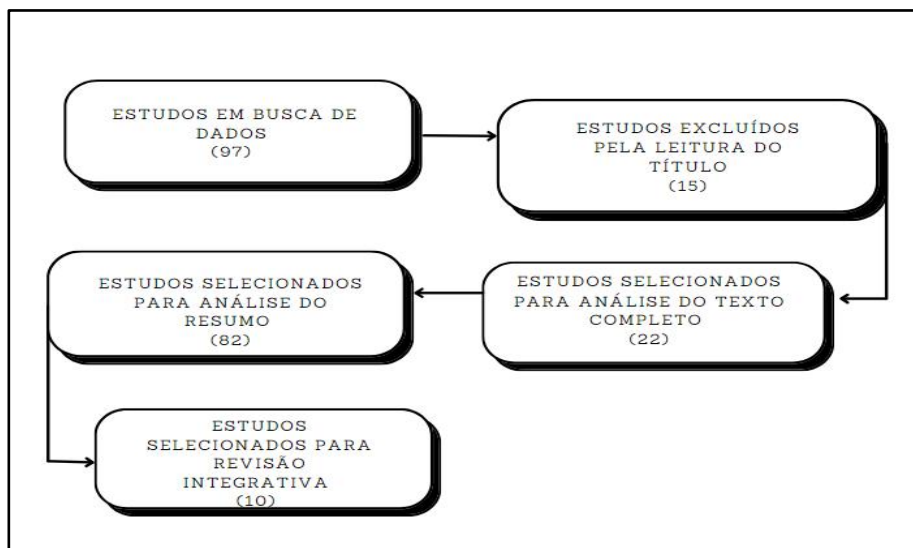 ESTUDOS EM BUSCA DE
DADOS
(97)
ESTUDOS EXCLUÍDOS
PELA LEITURA DO
TÍTULO
(15)
ESTUDOS SELECIONADOS
PARA ANÁLISE DO TEXTO
COMPLETO
(22)
ESTUDOS SELECIONADOS
PARA ANÁLISE DO
RESUMO
(82)
ESTUDOS
SELECIONADOS PARA
REVISÃO
INTEGRATIVA
(10)